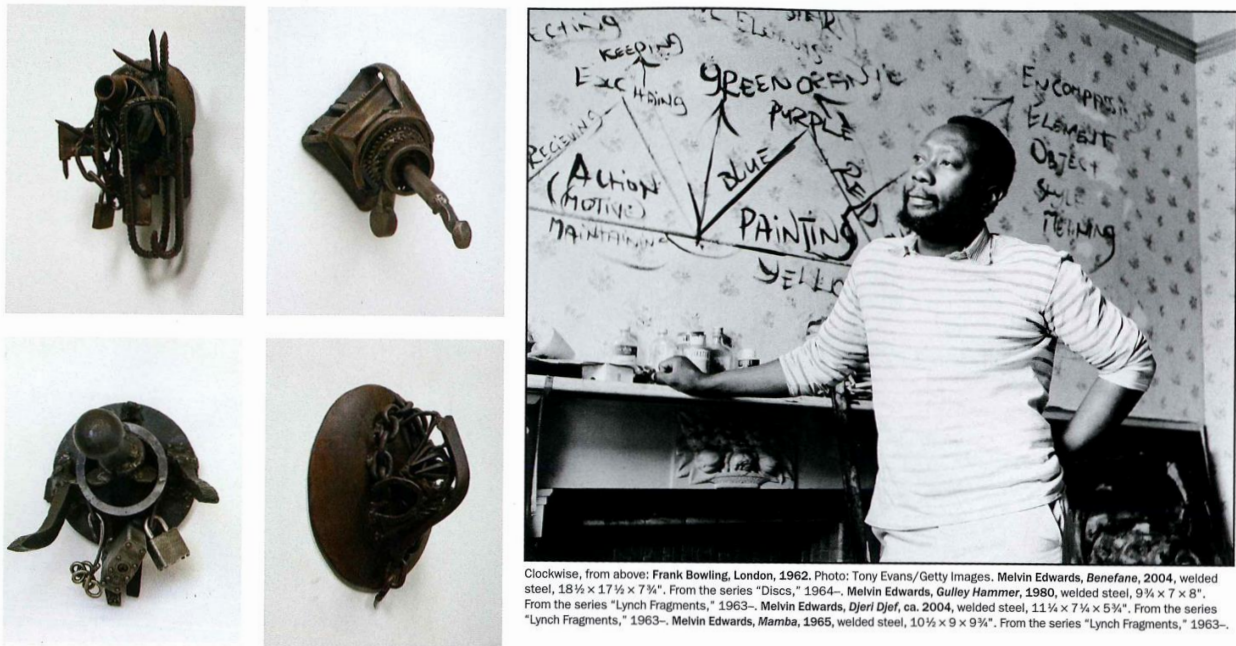 ECTING
KEEPING
EXCHAING
GREEN
PURPLE
RECIEVING
BLUE
RED
ACTION
(MOTIVE)
MAINTAINING
PAINTING
YELLO
ENCOMPASSI
ELEMENT
OBJECT
STYLE
Clockwise, from above: Frank Bowling, London, 1962. Photo: Tony Evans/Getty Images. Melvin Edwards, Benefane, 2004, welded
steel, 18½ × 17½ × 7¾". From the series "Discs," 1964–. Melvin Edwards, Gulley Hammer, 1980, welded steel, 9¾ × 7 × 8".
From the series "Lynch Fragments," 1963–. Melvin Edwards, Djeri Djef, ca. 2004, welded steel, 11¼ × 7¼ × 5¾". From the series
"Lynch Fragments," 1963–. Melvin Edwards, Mamba, 1965, welded steel, 10½ × 9 × 9¾". From the series "Lynch Fragments," 1963–.